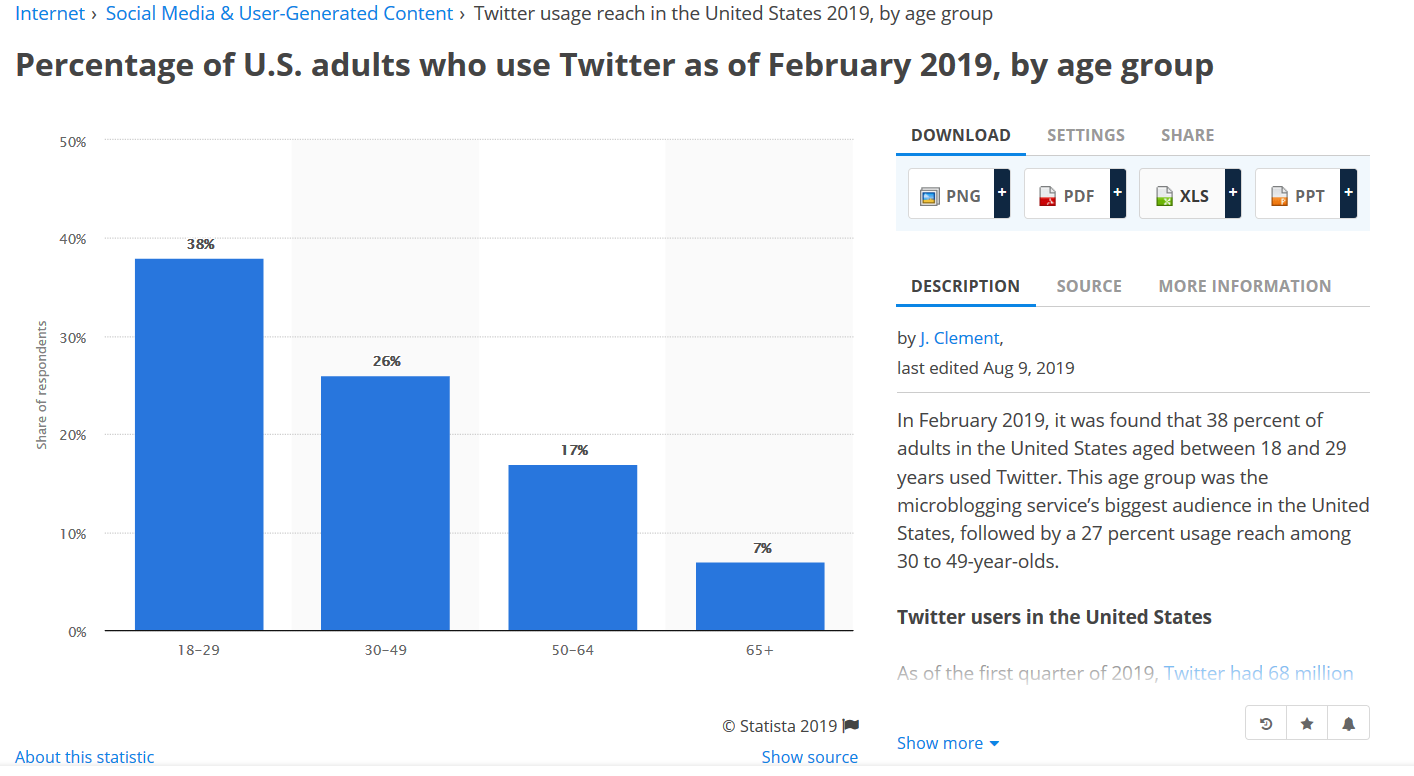 Internet › Social Media & User-Generated Content › Twitter usage reach in the United States 2019, by age group
Percentage of U.S. adults who use Twitter as of February 2019, by age group
50%
40%
30%
20%
10%
0%
Share of respondents
38%
26%
17%
7%
18–29
30–49
50–64
65+
© Statista 2019
About this statistic
Show source
DOWNLOAD SETTINGS SHARE
PNG + PDF + XLS + PPT +
DESCRIPTION SOURCE MORE INFORMATION
by J. Clement,
last edited Aug 9, 2019
In February 2019, it was found that 38 percent of
adults in the United States aged between 18 and 29
years used Twitter. This age group was the
microblogging service’s biggest audience in the United
States, followed by a 27 percent usage reach among
30 to 49-year-olds.
Twitter users in the United States
As of the first quarter of 2019, Twitter had 68 million
Show more